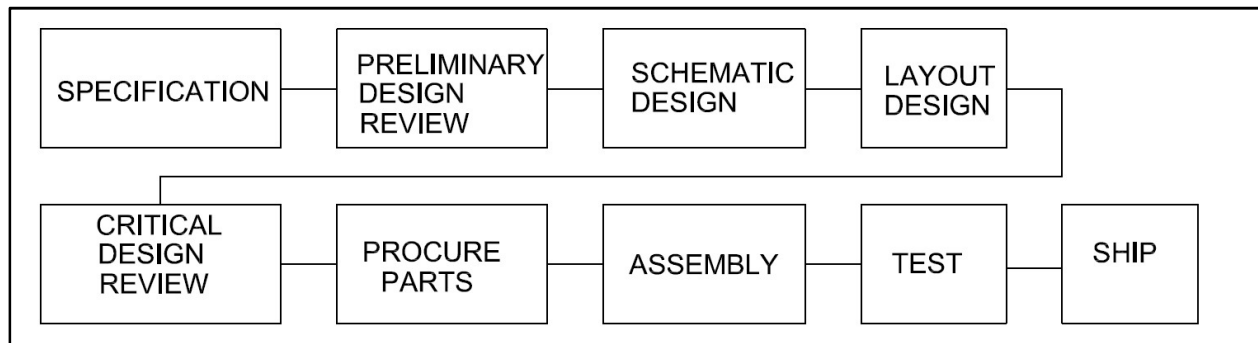 SPECIFICATION
PRELIMINARY
DESIGN
REVIEW
SCHEMATIC
DESIGN
LAYOUT
DESIGN
CRITICAL
DESIGN
REVIEW
PROCURE
PARTS
ASSEMBLY
TEST
SHIP